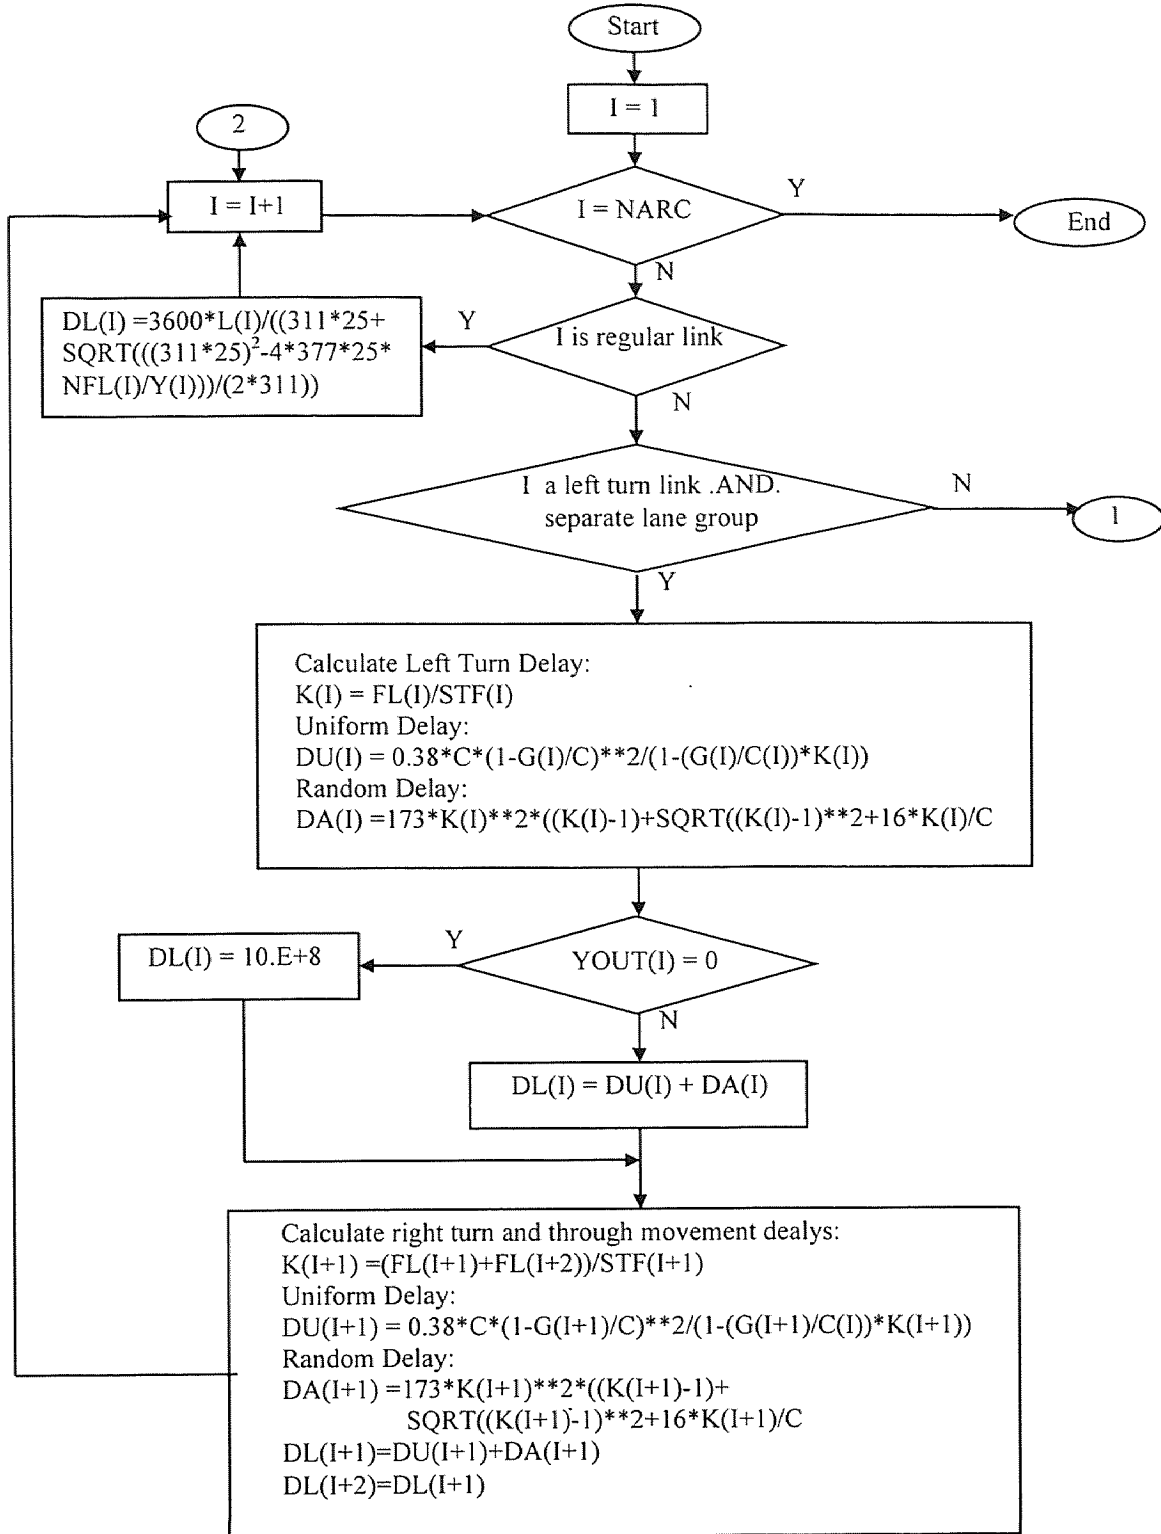 Start
I = 1
2
I = I+1
I = NARC
Y
End
N
DL(I) =3600*L(I)/((311*25+
SQRT(((311*25)²-4*377*25*
NFL(I)/Y(I)))/(2*311))
Y
I is regular link
N
I a left turn link .AND.
separate lane group
N
1
Y
Calculate Left Turn Delay:
K(I) = FL(I)/STF(I)
Uniform Delay:
DU(I) = 0.38*C*(1-G(I)/C)**2/(1-(G(I)/C(I))*K(I))
Random Delay:
DA(I) =173*K(I)**2*((K(I)-1)+SQRT((K(I)-1)**2+16*K(I)/C
DL(I) = 10.E+8
Y
YOUT(I) = 0
N
DL(I) = DU(I) + DA(I)
Calculate right turn and through movement dealys:
K(I+1) =(FL(I+1)+FL(I+2))/STF(I+1)
Uniform Delay:
DU(I+1) = 0.38*C*(1-G(I+1)/C)**2/(1-(G(I+1)/C(I))*K(I+1))
Random Delay:
DA(I+1) =173*K(I+1)**2*((K(I+1)-1)+
SQRT((K(I+1)-1)**2+16*K(I+1)/C
DL(I+1)=DU(I+1)+DA(I+1)
DL(I+2)=DL(I+1)